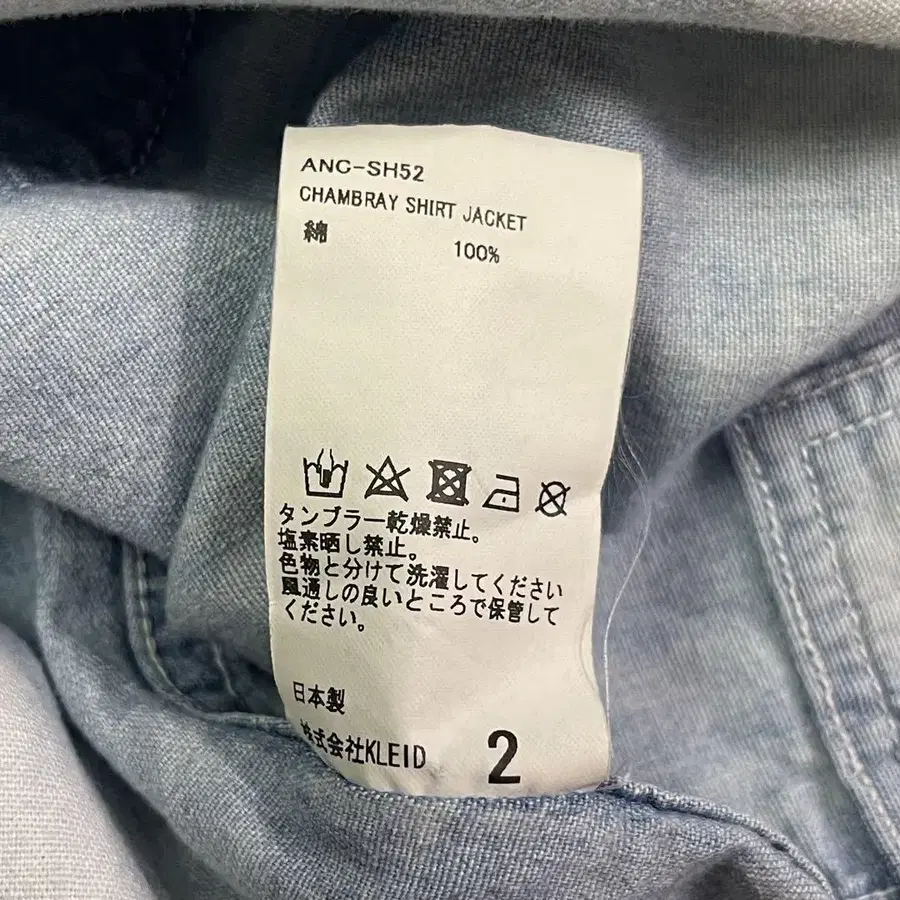 ANC-SH52
CHAMBRAY SHIRT JACKET
綿 100%
タンブラー乾燥禁止。
塩素晒し禁止。
色物と分けて洗濯してください
風通しの良いところで保管して
ください。
日本製
株式会社KLEID 2